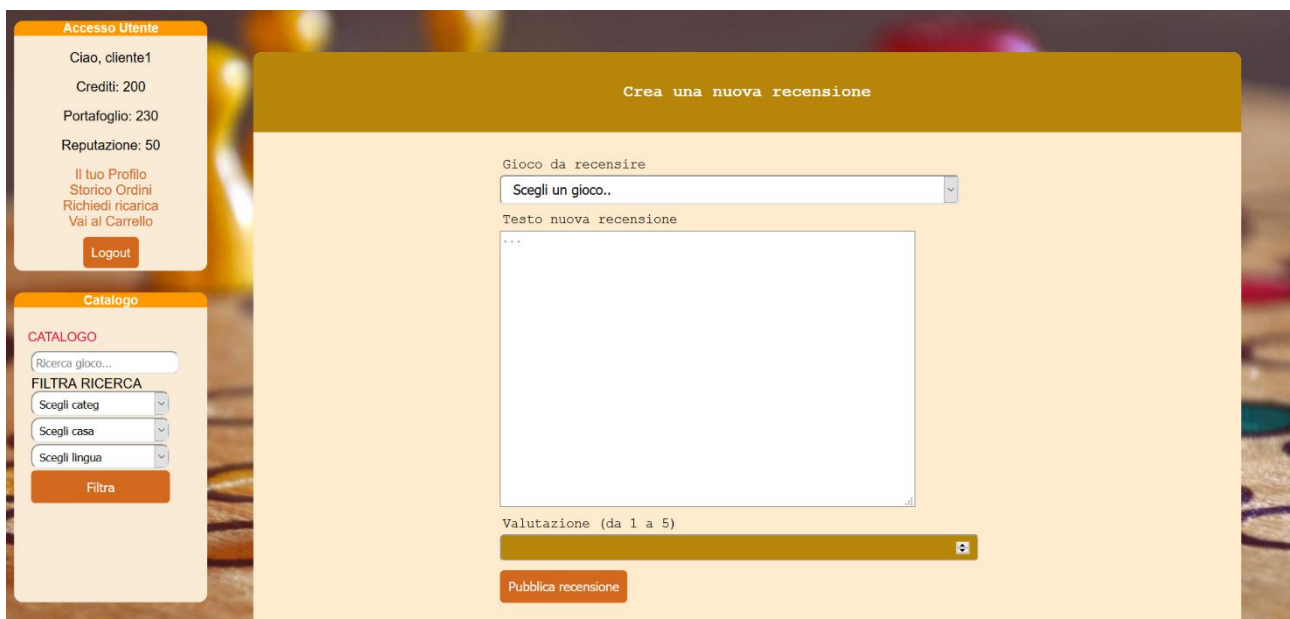 Accesso Utente
Ciao, cliente1
Crediti: 200
Portafoglio: 230
Reputazione: 50
Il tuo Profilo
Storico Ordini
Richiedi ricarica
Vai al Carrello
Logout
Catalogo
CATALOGO
Ricerca gioco...
FILTRA RICERCA
Scegli categ
Scegli casa
Scegli lingua
Filtra
Crea una nuova recensione
Gioco da recensire
Scegli un gioco..
Testo nuova recensione
...
Valutazione (da 1 a 5)
Pubblica recensione